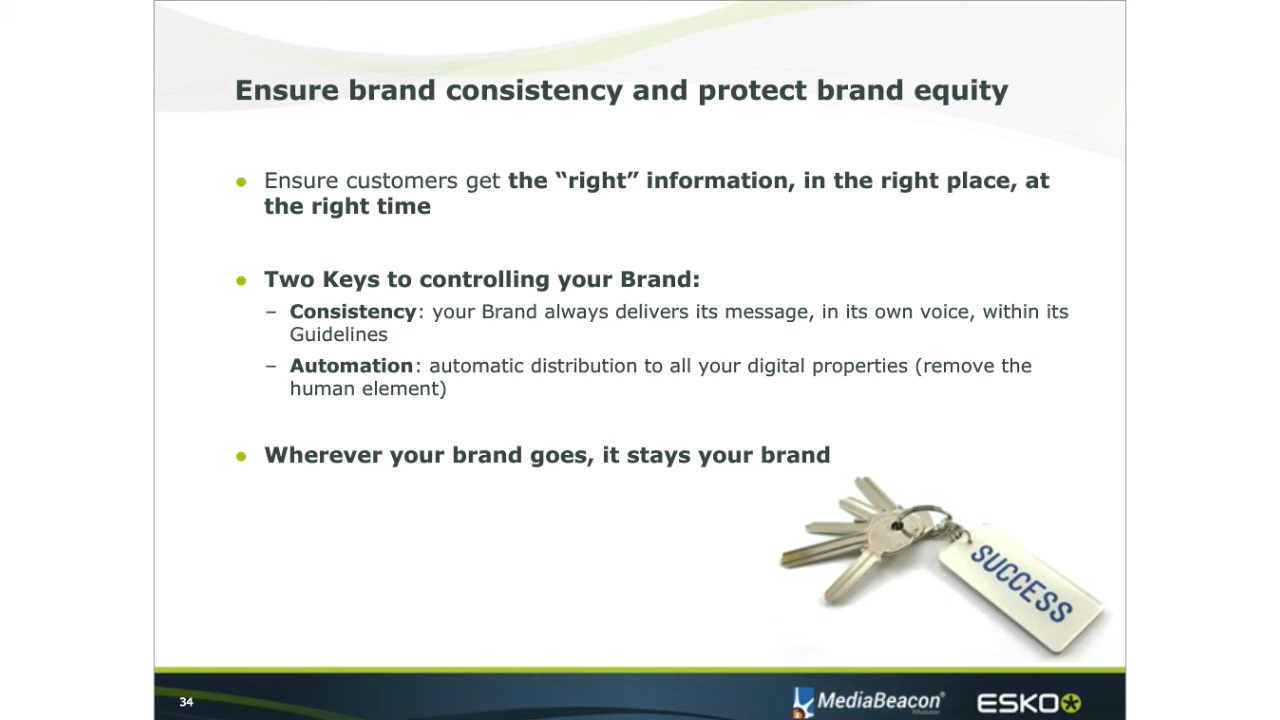 Ensure brand consistency and protect brand equity
● Ensure customers get the “right” information, in the right place, at
the right time
● Two Keys to controlling your Brand:
– Consistency: your Brand always delivers its message, in its own voice, within its
Guidelines
– Automation: automatic distribution to all your digital properties (remove the
human element)
● Wherever your brand goes, it stays your brand
SUCCESS
34
MediaBeacon®
ESKO